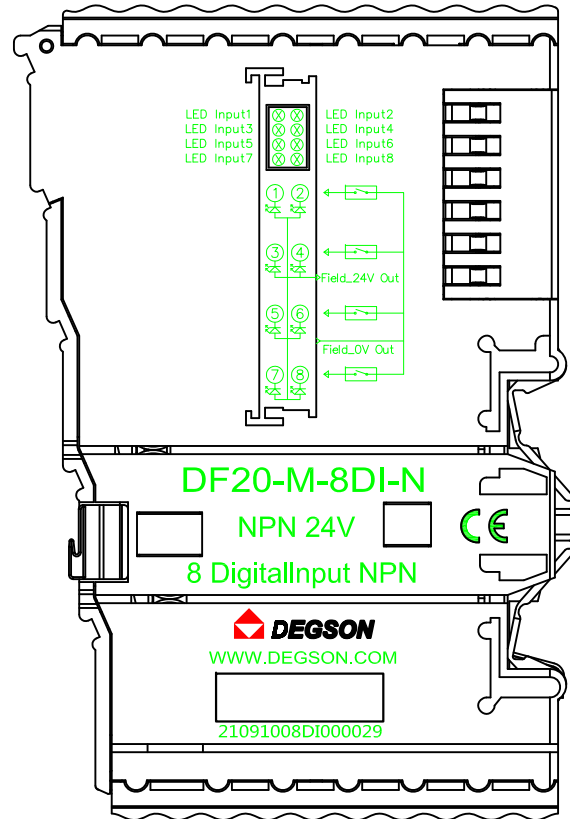 LED Input1 LED Input2
LED Input3 LED Input4
LED Input5 LED Input6
LED Input7 LED Input8
1 2
3 4
Field_24V Out
5 6
Field_0V Out
7 8
DF20-M-8DI-N
NPN 24V
CE
8 DigitalInput NPN
DEGSON
WWW.DEGSON.COM
21091008DI000029